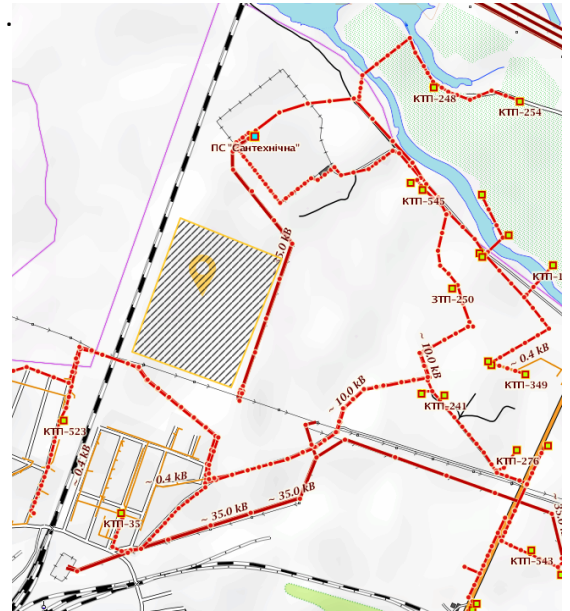 КТП-248
КТП-254
ПС "Сантехнічна"
КТП-545
35.0 kB
КТП-1
ЗТП-250
~ 10.0 kB
~ 0.4 kB
КТП-349
~ 10.0 kB
КТП-241
КТП-523
~ 0.4 kB
КТП-276
~ 0.4 kB
~ 35.0 kB
~ 35.0 kB
КТП-35
~ 35.0
КТП-543